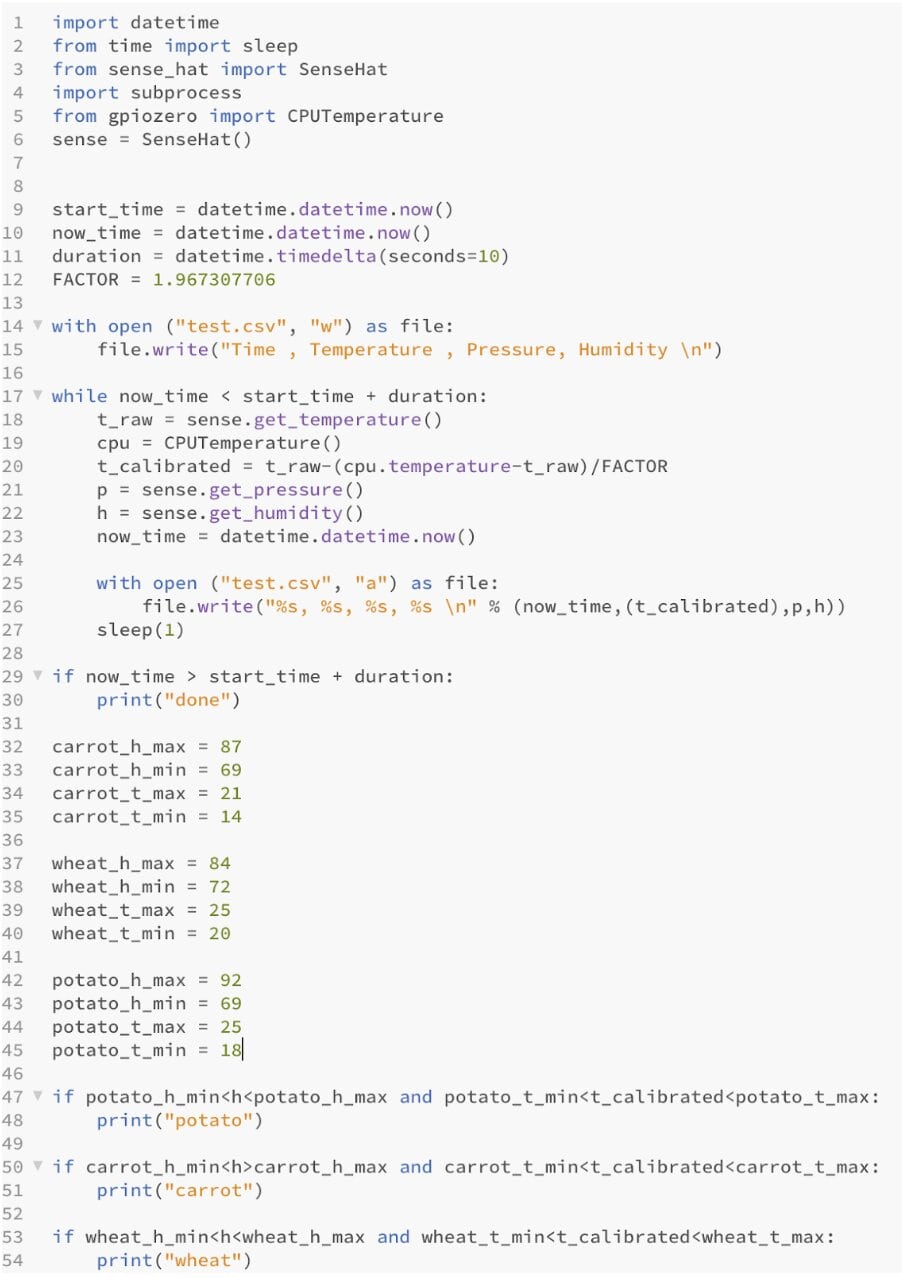 1 import datetime
2 from time import sleep
3 from sense_hat import SenseHat
4 import subprocess
5 from gpiozero import CPUTemperature
6 sense = SenseHat()
7
8
9 start_time = datetime.datetime.now()
10 now_time = datetime.datetime.now()
11 duration = datetime.timedelta(seconds=10)
12 FACTOR = 1.967307706
13
14 with open ("test.csv", "w") as file:
15     file.write("Time , Temperature , Pressure, Humidity \n")
16
17 while now_time < start_time + duration:
18     t_raw = sense.get_temperature()
19     cpu = CPUTemperature()
20     t_calibrated = t_raw-(cpu.temperature-t_raw)/FACTOR
21     p = sense.get_pressure()
22     h = sense.get_humidity()
23     now_time = datetime.datetime.now()
24
25     with open ("test.csv", "a") as file:
26         file.write("%s, %s, %s, %s \n" % (now_time,(t_calibrated),p,h))
27     sleep(1)
28
29 if now_time > start_time + duration:
30     print("done")
31
32 carrot_h_max = 87
33 carrot_h_min = 69
34 carrot_t_max = 21
35 carrot_t_min = 14
36
37 wheat_h_max = 84
38 wheat_h_min = 72
39 wheat_t_max = 25
40 wheat_t_min = 20
41
42 potato_h_max = 92
43 potato_h_min = 69
44 potato_t_max = 25
45 potato_t_min = 18
46
47 if potato_h_min<h<potato_h_max and potato_t_min<t_calibrated<potato_t_max:
48     print("potato")
49
50 if carrot_h_min<h>carrot_h_max and carrot_t_min<t_calibrated<carrot_t_max:
51     print("carrot")
52
53 if wheat_h_min<h<wheat_h_max and wheat_t_min<t_calibrated<wheat_t_max:
54     print("wheat")